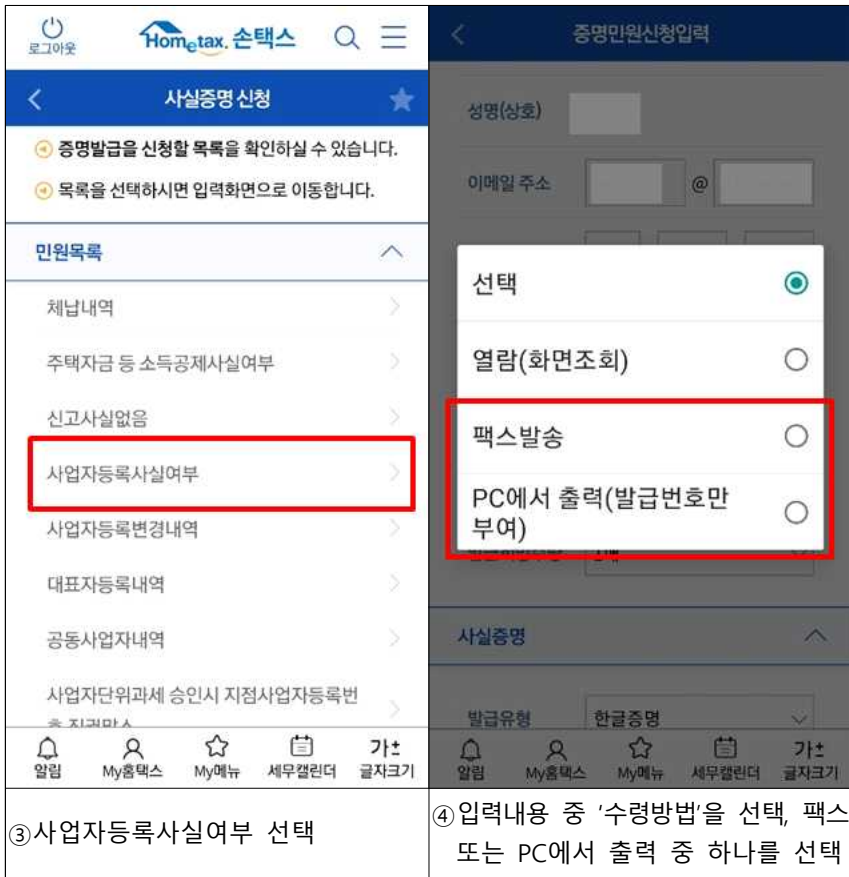 로그아웃
Hometax. 손택스
사실증명 신청
증명발급을 신청할 목록을 확인하실 수 있습니다.
목록을 선택하시면 입력화면으로 이동합니다.
민원목록
체납내역
주택자금 등 소득공제사실여부
신고사실없음
사업자등록사실여부
사업자등록변경내역
대표자등록내역
공동사업자내역
사업자단위과세 승인시 지점사업자등록번
알림 My홈택스 My메뉴 세무캘린더 가± 글자크기
③사업자등록사실여부 선택
증명민원신청입력
성명(상호)
이메일 주소 @
선택
열람(화면조회)
팩스발송
PC에서 출력(발급번호만
부여)
사실증명
발급유형 한글증명
알림 My홈택스 My메뉴 세무캘린더 가± 글자크기
④입력내용 중 '수령방법'을 선택, 팩스
또는 PC에서 출력 중 하나를 선택